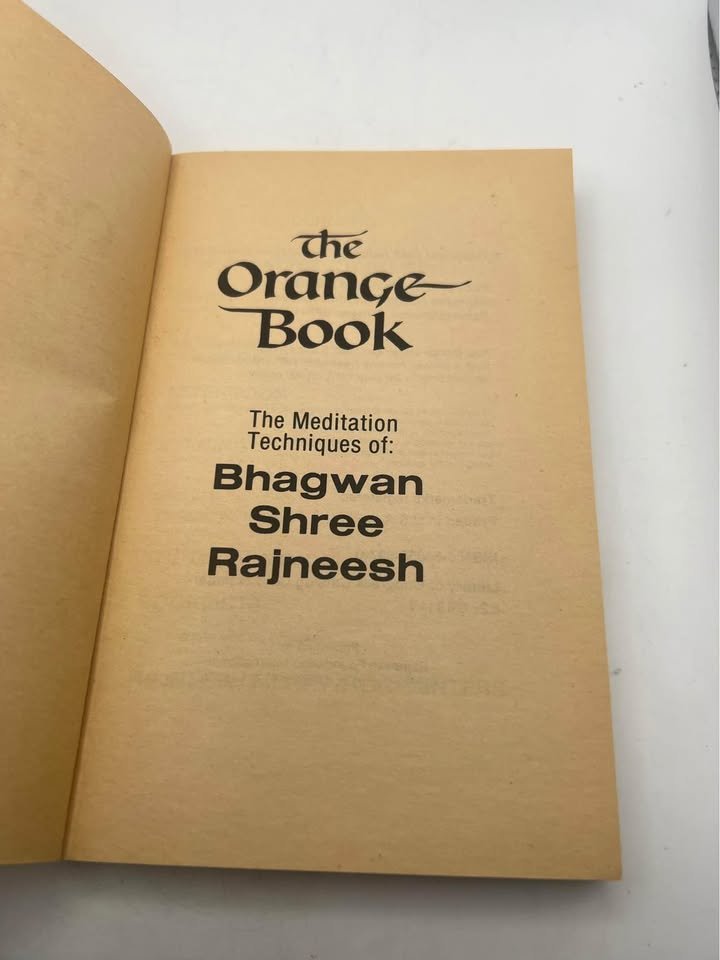 the
Orange
Book
The Meditation
Techniques of:
Bhagwan
Shree
Rajneesh